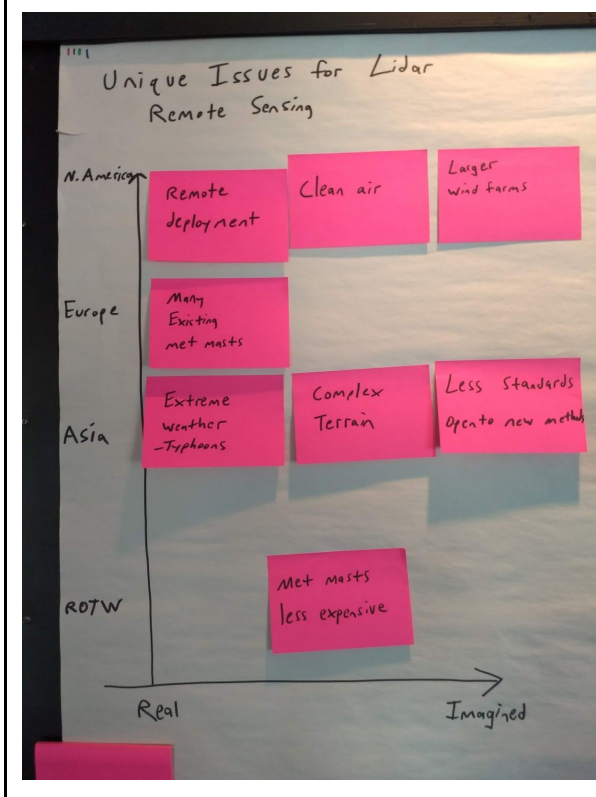 Unique Issues for Lidar
Remote Sensing
N. America
Remote
deployment
Clean air
Larger
wind farms
Europe
Many
Existing
met masts
Asia
Extreme
weather
-Typhoons
Complex
Terrain
Less Standards
Open to new methods
ROTW
Met masts
less expensive
Real
Imagined